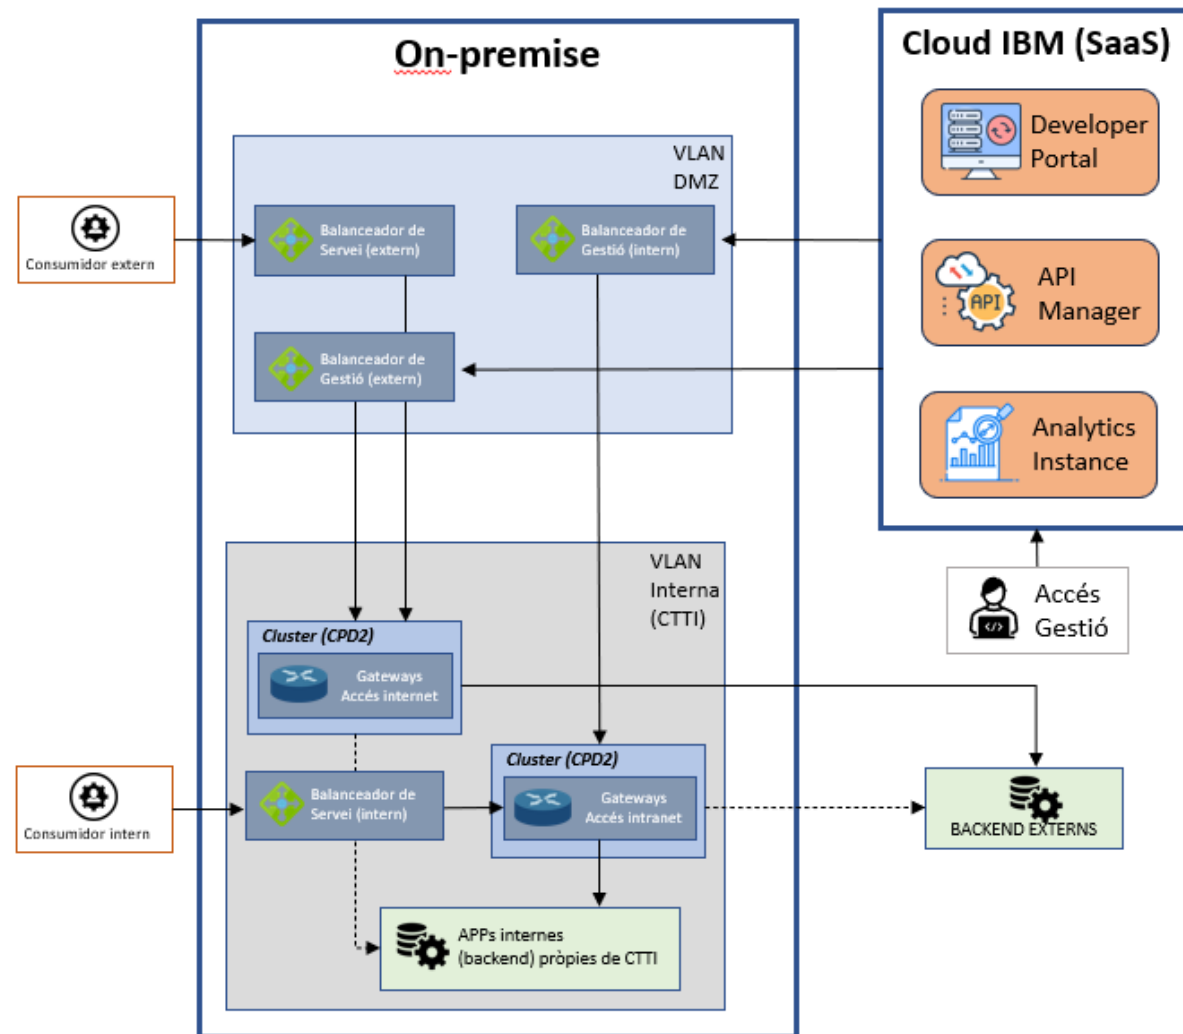 On-premise
Cloud IBM (SaaS)
Developer
Portal
API
API
Manager
Analytics
Instance
VLAN
DMZ
Balanceador de
Servei (extern)
Balanceador de
Gestió (intern)
Consumidor extern
Balanceador de
Gestió (extern)
VLAN
Interna
(CTTI)
Accés
Gestió
Cluster (CPD2)
Gateways
Accés internet
Cluster (CPD2)
Gateways
Accés intranet
Balanceador de
Servei (intern)
Consumidor intern
BACKEND EXTERNS
APPs internes
(backend) pròpies de CTTI